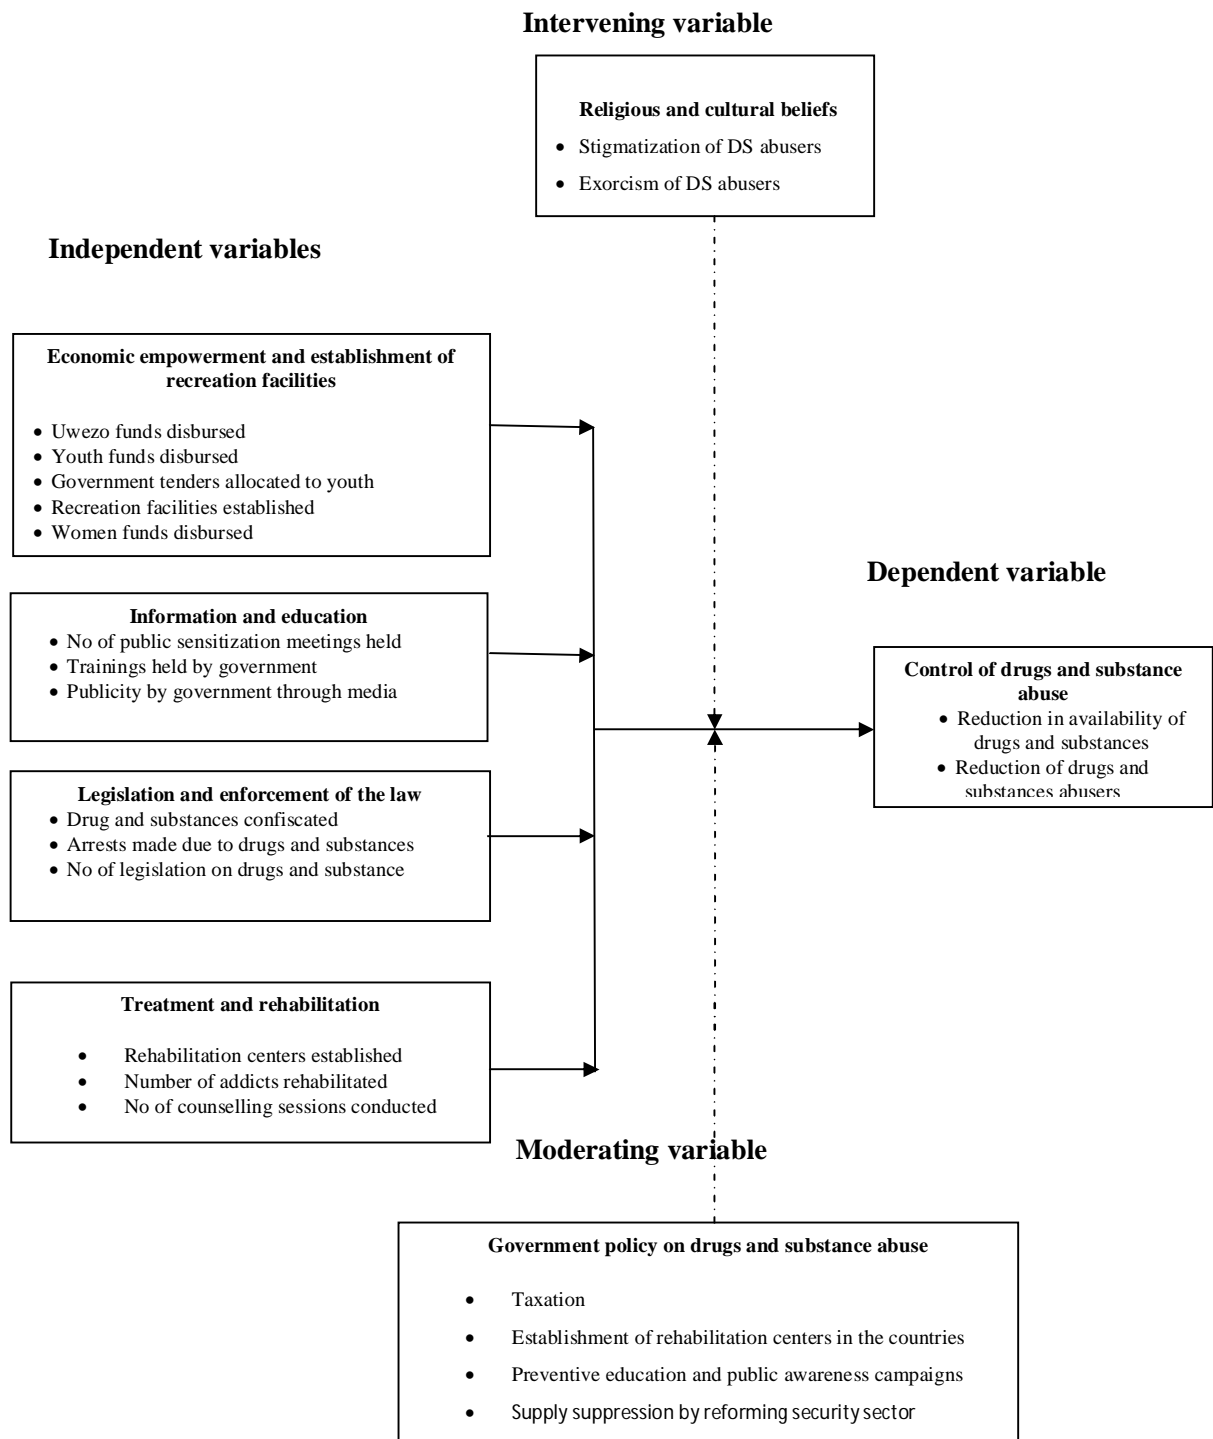 Intervening variable
Religious and cultural beliefs
• Stigmatization of DS abusers
• Exorcism of DS abusers
Independent variables
Economic empowerment and establishment of
recreation facilities
• Uwezo funds disbursed
• Youth funds disbursed
• Government tenders allocated to youth
• Recreation facilities established
• Women funds disbursed
Information and education
• No of public sensitization meetings held
• Trainings held by government
• Publicity by government through media
Legislation and enforcement of the law
• Drug and substances confiscated
• Arrests made due to drugs and substances
• No of legislation on drugs and substance
Treatment and rehabilitation
• Rehabilitation centers established
• Number of addicts rehabilitated
• No of counselling sessions conducted
Dependent variable
Control of drugs and substance
abuse
• Reduction in availability of
drugs and substances
• Reduction of drugs and
substances abusers
Moderating variable
Government policy on drugs and substance abuse
• Taxation
• Establishment of rehabilitation centers in the countries
• Preventive education and public awareness campaigns
• Supply suppression by reforming security sector